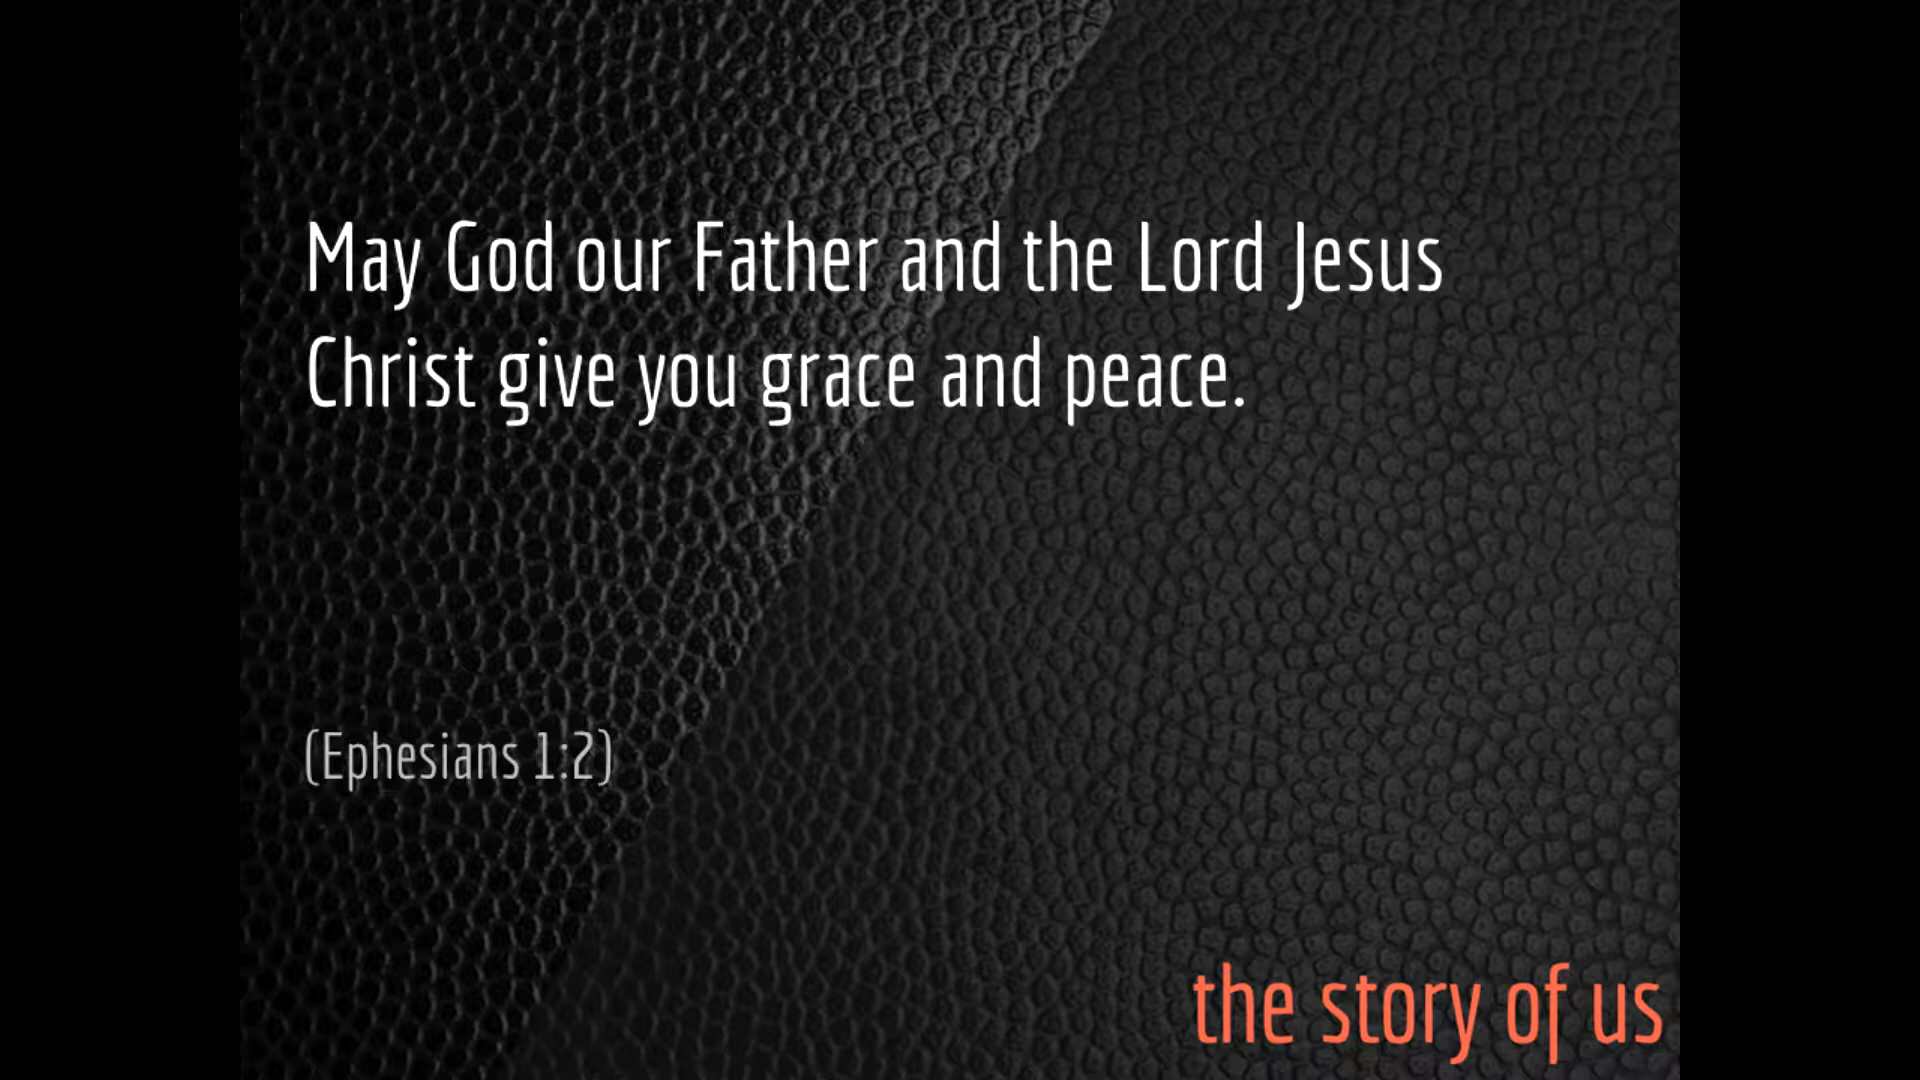 May God our Father and the Lord Jesus
Christ give you grace and peace.
(Ephesians 1:2)
the story of us